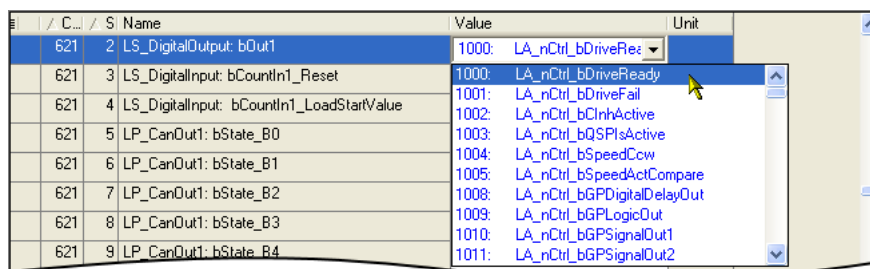 C... S Name Value Unit
621 2 LS_DigitalOutput: bOut1 1000: LA_nCtrl_bDriveRea
621 3 LS_DigitalInput: bCountIn1_Reset 1000: LA_nCtrl_bDriveReady
1001: LA_nCtrl_bDriveFail
621 4 LS_DigitalInput: bCountIn1_LoadStartValue 1002: LA_nCtrl_bCInhActive
621 5 LP_CanOut1: bState_B0 1003: LA_nCtrl_bQSPIsActive
1004: LA_nCtrl_bSpeedCcw
621 6 LP_CanOut1: bState_B1 1005: LA_nCtrl_bSpeedActCompare
621 7 LP_CanOut1: bState_B2 1008: LA_nCtrl_bGPDigitalDelayOut
1009: LA_nCtrl_bGPLogicOut
621 8 LP_CanOut1: bState_B3 1010: LA_nCtrl_bGPSignalOut1
621 9 LP_CanOut1: bState_B4 1011: LA_nCtrl_bGPSignalOut2